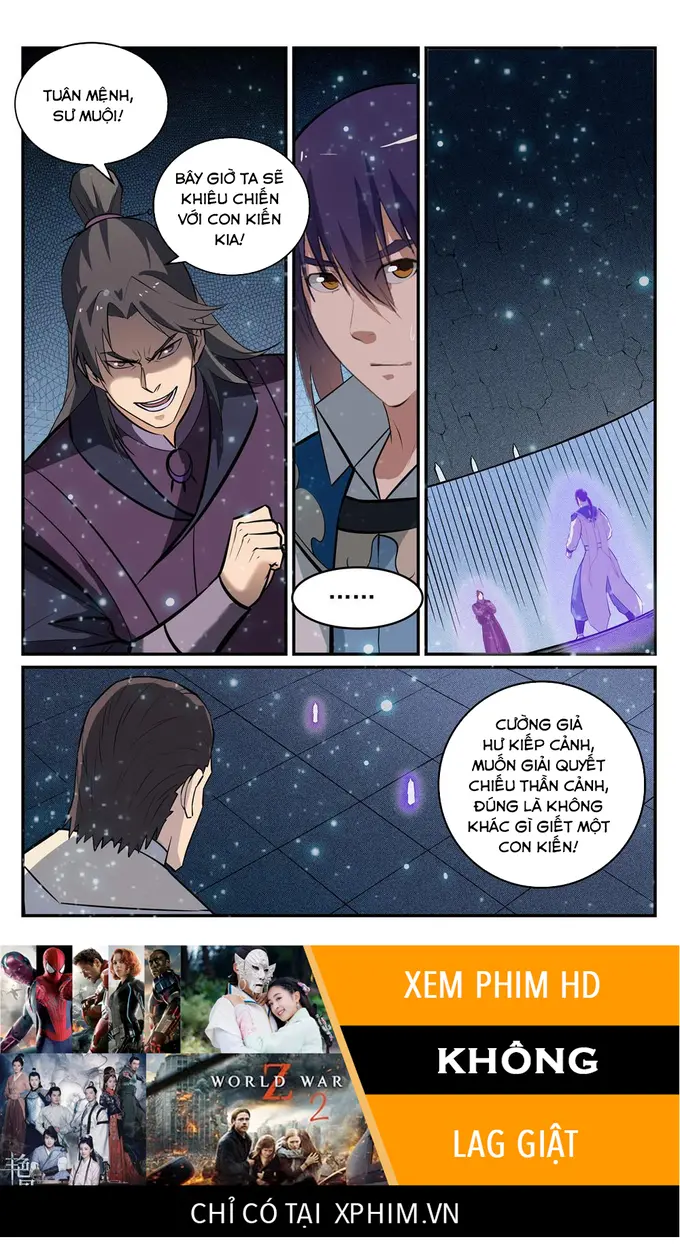 TUÂN MỆNH,
SƯ MUỘI!
BÂY GIỜ TA SẼ
KHIÊU CHIẾN
VỚI CON KIẾN
KIA!
......
CƯỜNG GIẢ
HƯ KIẾP CẢNH,
MUỐN GIẢI QUYẾT
CHIẾU THẦN CẢNH,
ĐÚNG LÀ KHÔNG
KHÁC GÌ GIẾT MỘT
CON KIẾN!
XEM PHIM HD
KHÔNG
LAG GIẬT
WORLD WAR
Z
2
CHỈ CÓ TẠI XPHIM.VN